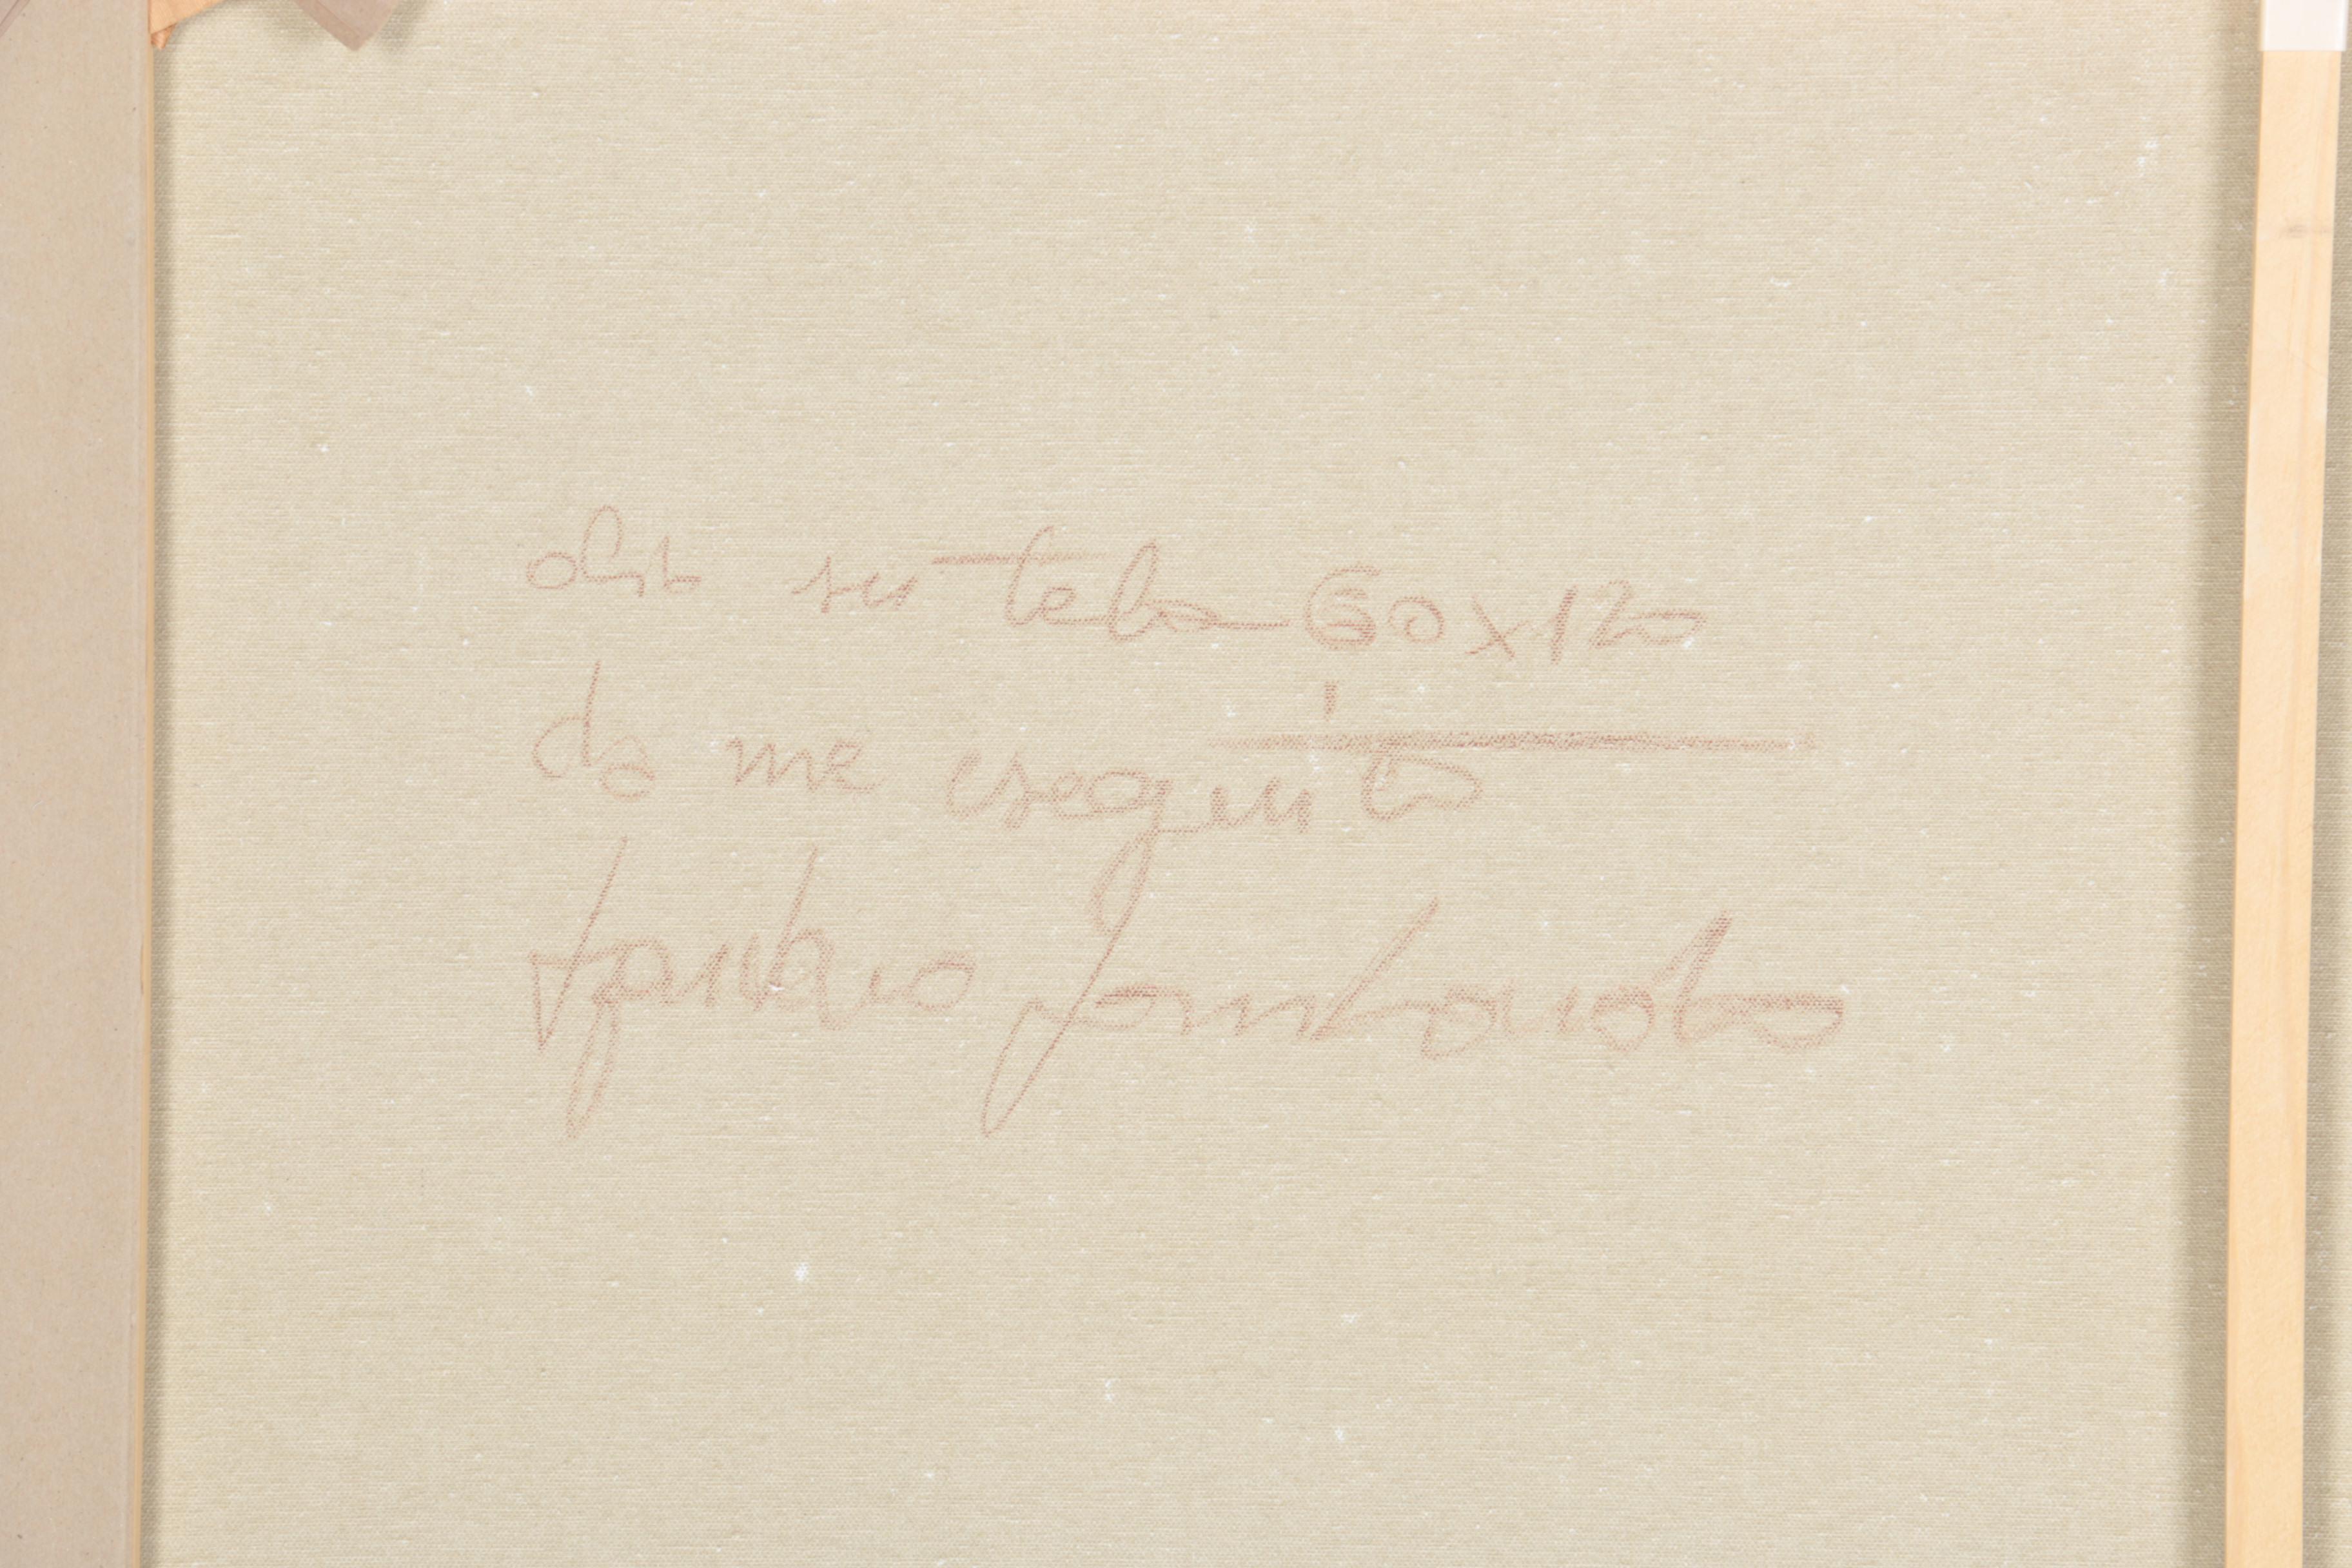 olio su tela 60x120
da me eseguito